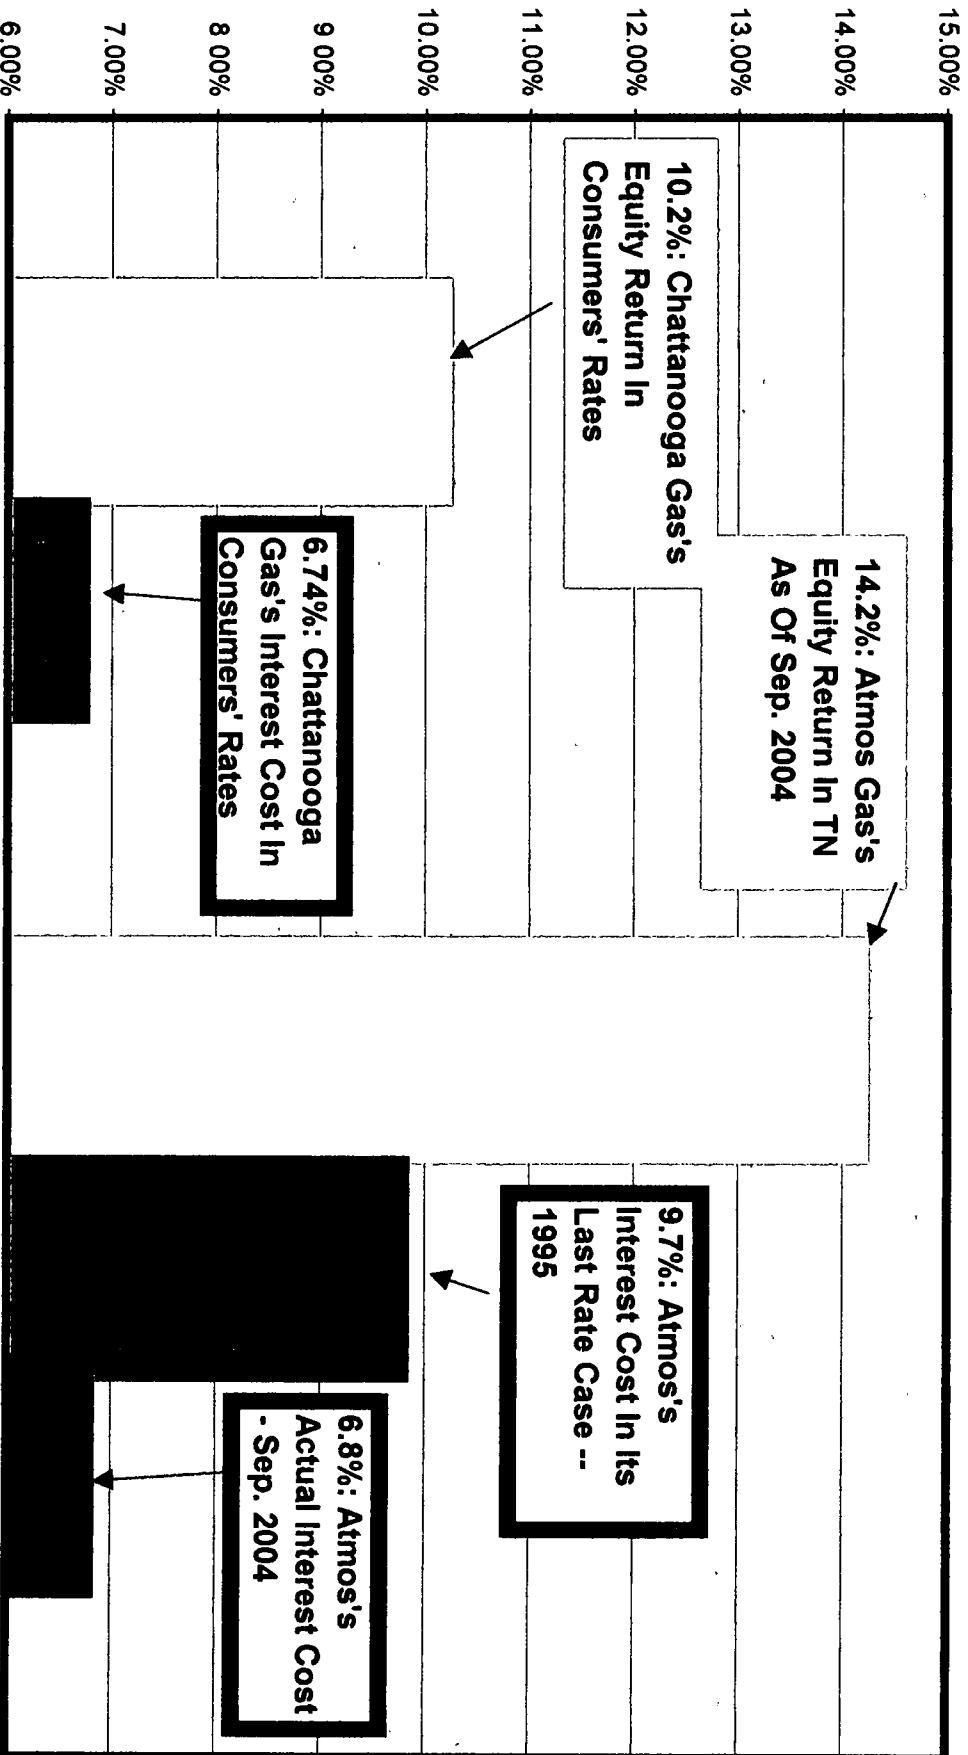 15.00%
14.00%
13.00%
12.00%
11.00%
10.00%
9.00%
8.00%
7.00%
6.00%
10.2%: Chattanooga Gas's
Equity Return In
Consumers' Rates
14.2%: Atmos Gas's
Equity Return In TN
As Of Sep. 2004
6.74%: Chattanooga
Gas's Interest Cost In
Consumers' Rates
9.7%: Atmos's
Interest Cost In Its
Last Rate Case --
1995
6.8%: Atmos's
Actual Interest Cost
- Sep. 2004